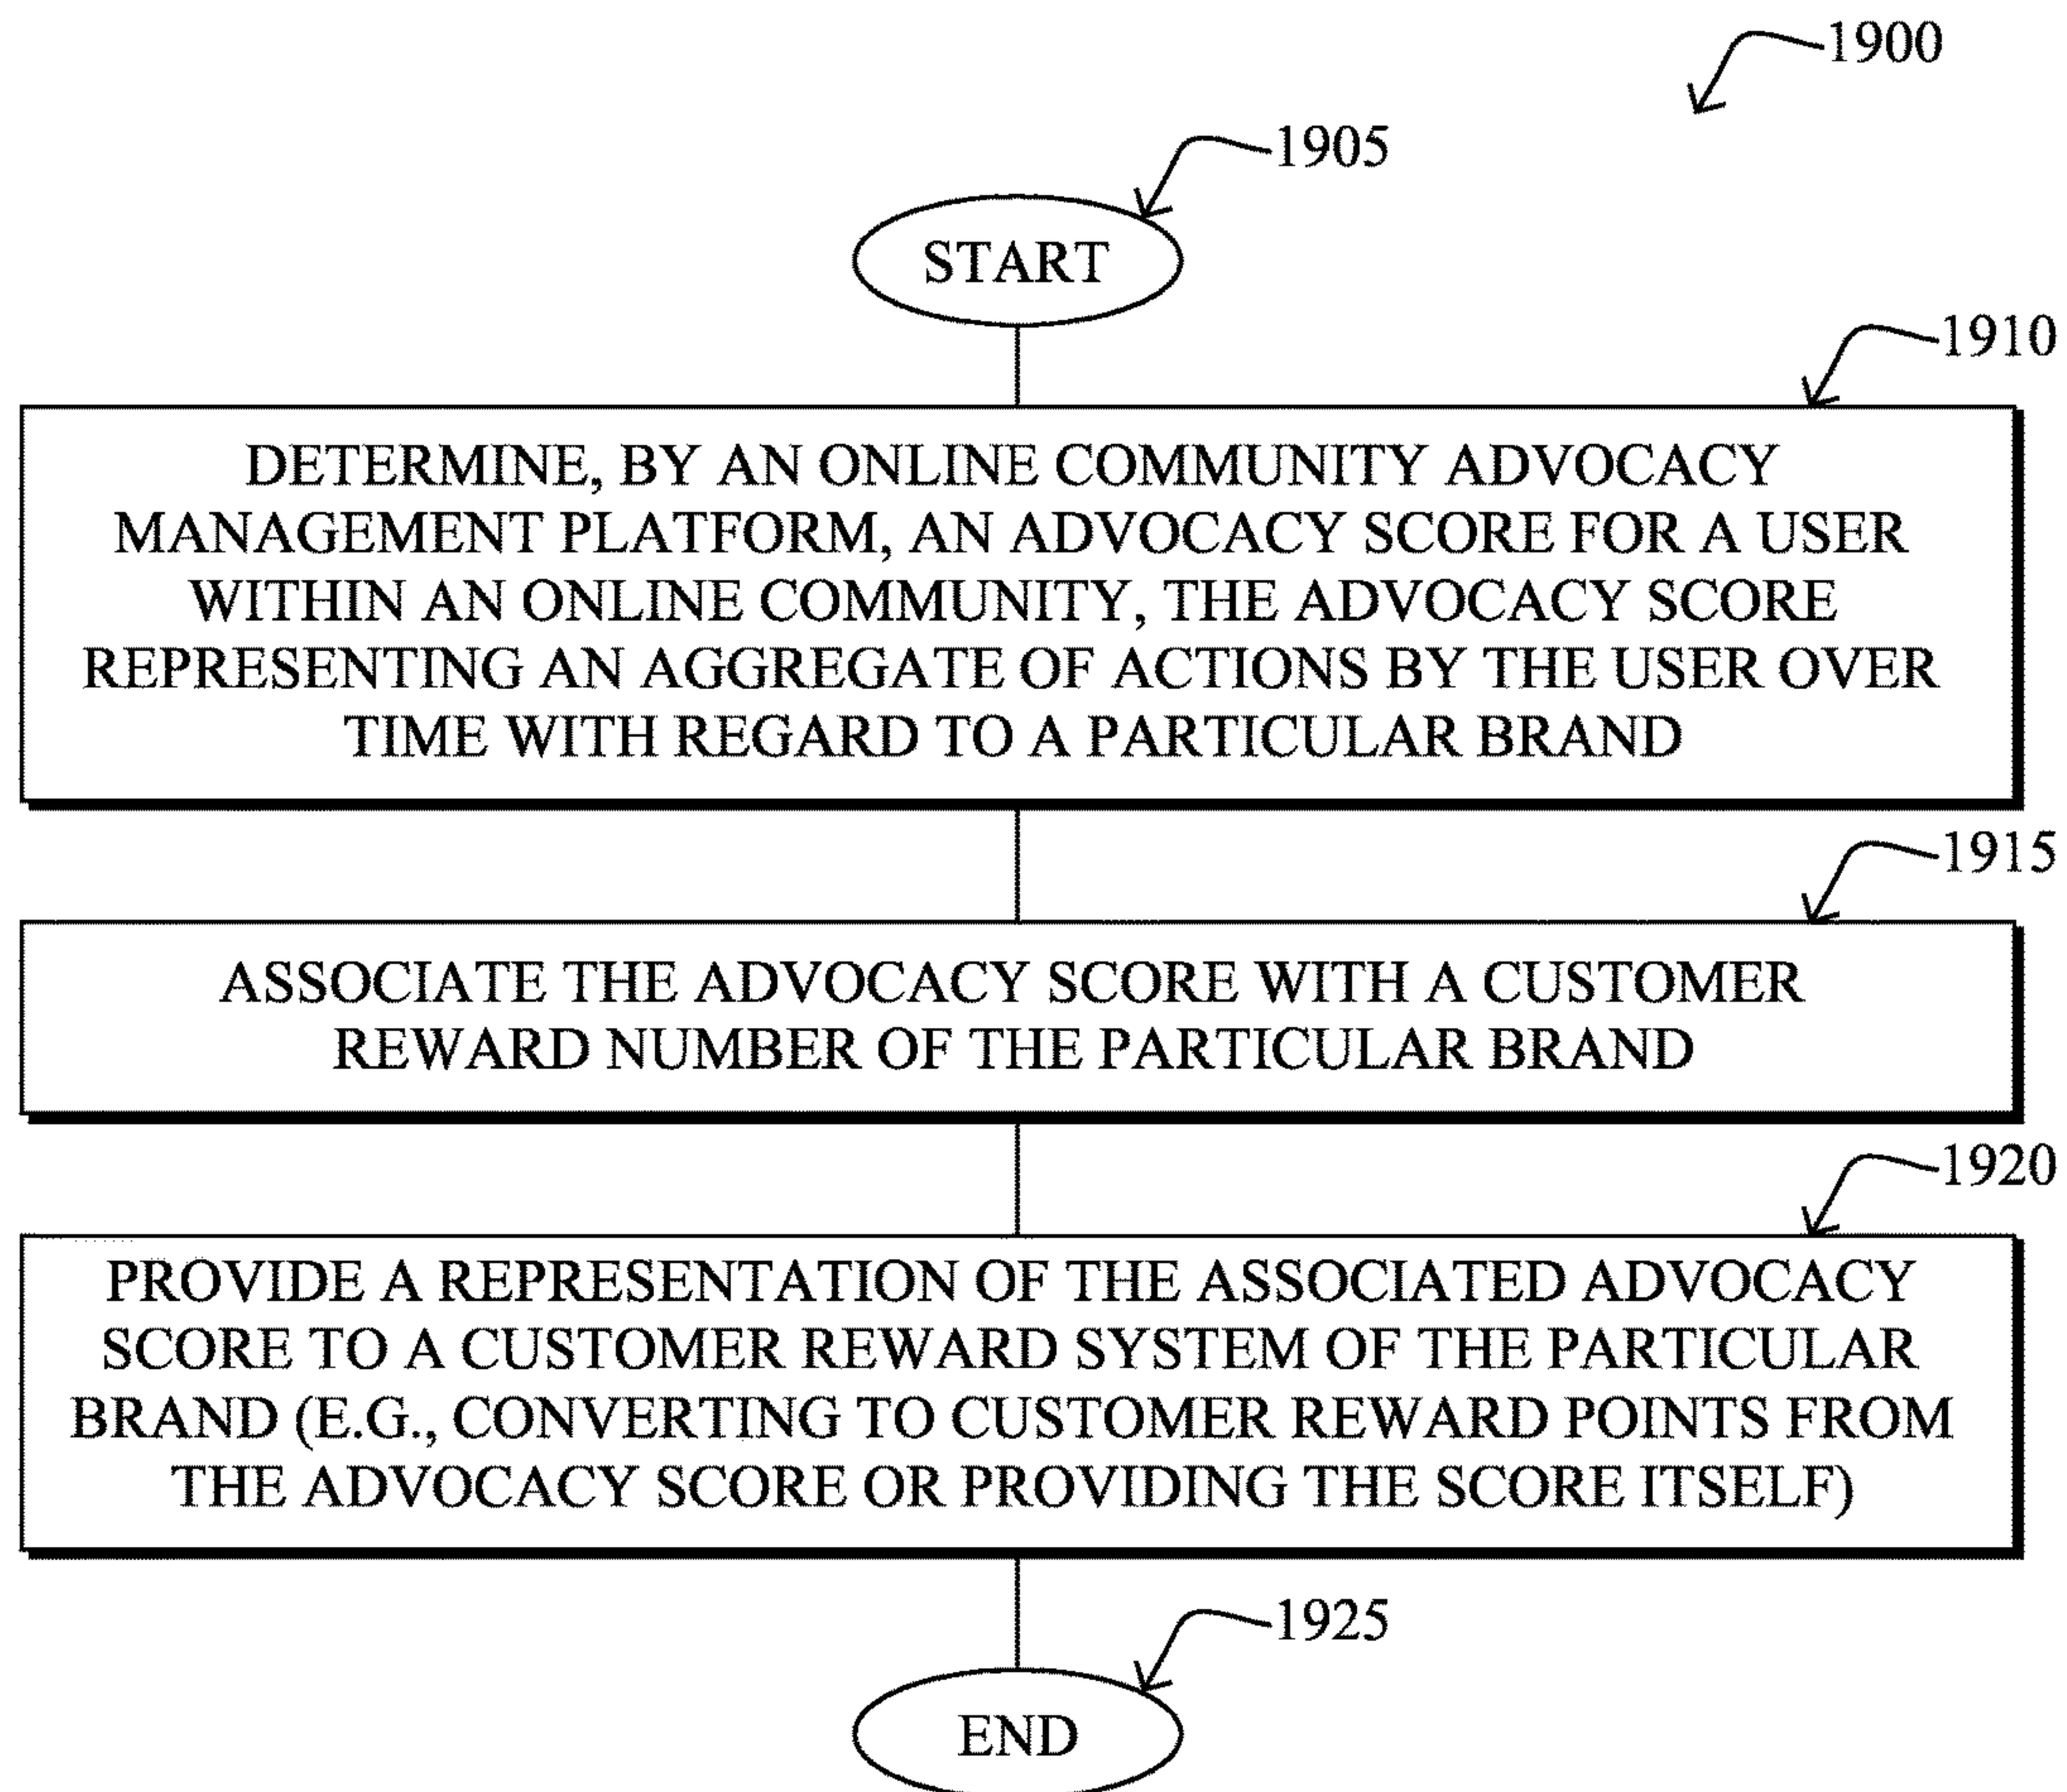 1900
1905
START
1910
DETERMINE, BY AN ONLINE COMMUNITY ADVOCACY
MANAGEMENT PLATFORM, AN ADVOCACY SCORE FOR A USER
WITHIN AN ONLINE COMMUNITY, THE ADVOCACY SCORE
REPRESENTING AN AGGREGATE OF ACTIONS BY THE USER OVER
TIME WITH REGARD TO A PARTICULAR BRAND
1915
ASSOCIATE THE ADVOCACY SCORE WITH A CUSTOMER
REWARD NUMBER OF THE PARTICULAR BRAND
1920
PROVIDE A REPRESENTATION OF THE ASSOCIATED ADVOCACY
SCORE TO A CUSTOMER REWARD SYSTEM OF THE PARTICULAR
BRAND (E.G., CONVERTING TO CUSTOMER REWARD POINTS FROM
THE ADVOCACY SCORE OR PROVIDING THE SCORE ITSELF)
1925
END